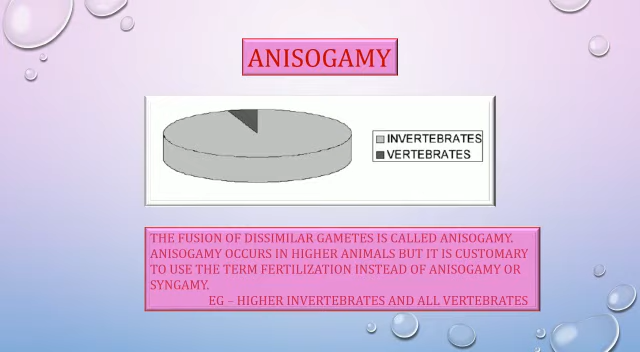 ANISOGAMY
INVERTEBRATES
VERTEBRATES
THE FUSION OF DISSIMILAR GAMETES IS CALLED ANISOGAMY.
ANISOGAMY OCCURS IN HIGHER ANIMALS BUT IT IS CUSTOMARY
TO USE THE TERM FERTILIZATION INSTEAD OF ANISOGAMY OR
SYNGAMY.
EG – HIGHER INVERTEBRATES AND ALL VERTEBRATES